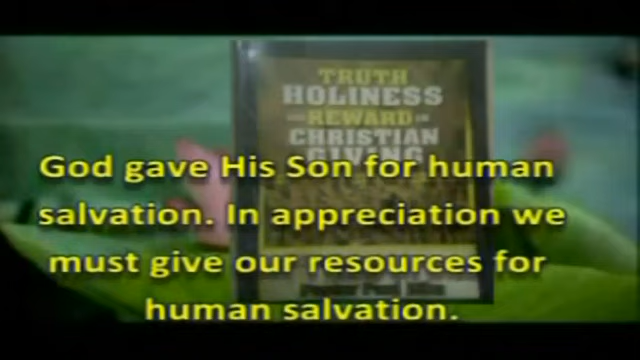 TRUTH
HOLINESS
REWARD
CHRISTIAN
GIVING
God gave His Son for human
salvation. In appreciation we
must give our resources for
human salvation.